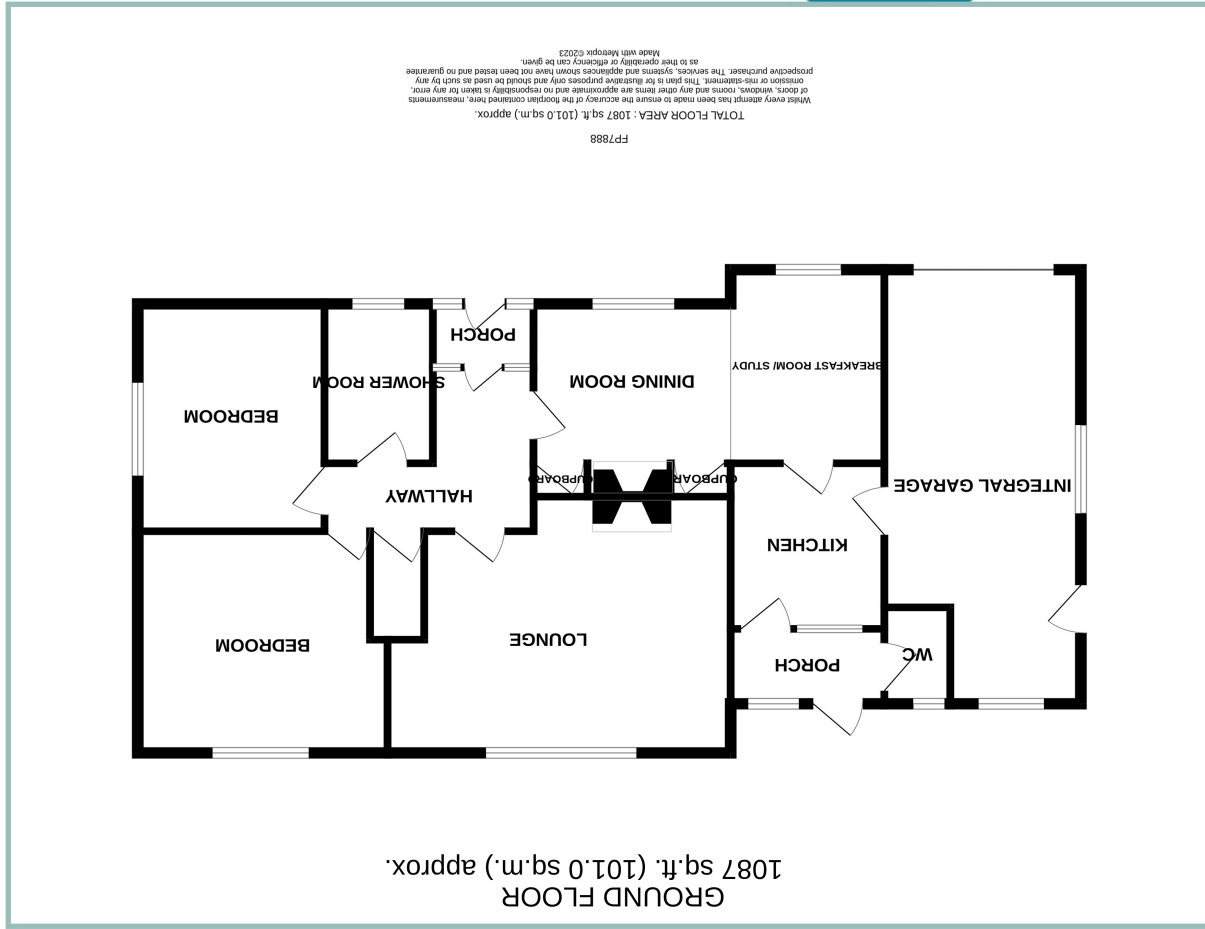 GROUND FLOOR
1087 sq.ft. (101.0 sq.m.) approx.
WC
PORCH
LOUNGE
BEDROOM
KITCHEN
INTEGRAL GARAGE
HALLWAY
CUPBOARD
CUPBOARD
BEDROOM
BREAKFAST ROOM/ STUDY
DINING ROOM
SHOWER ROOM
PORCH
FP7888
TOTAL FLOOR AREA : 1087 sq.ft. (101.0 sq.m.) approx.
Whilst every attempt has been made to ensure the accuracy of the floorplan contained here, measurements
of doors, windows, rooms and any other items are approximate and no responsibility is taken for any error,
omission or mis-statement. This plan is for illustrative purposes only and should be used as such by any
prospective purchaser. The services, systems and appliances shown have not been tested and no guarantee
as to their operability or efficiency can be given.
Made with Metropix ©2023